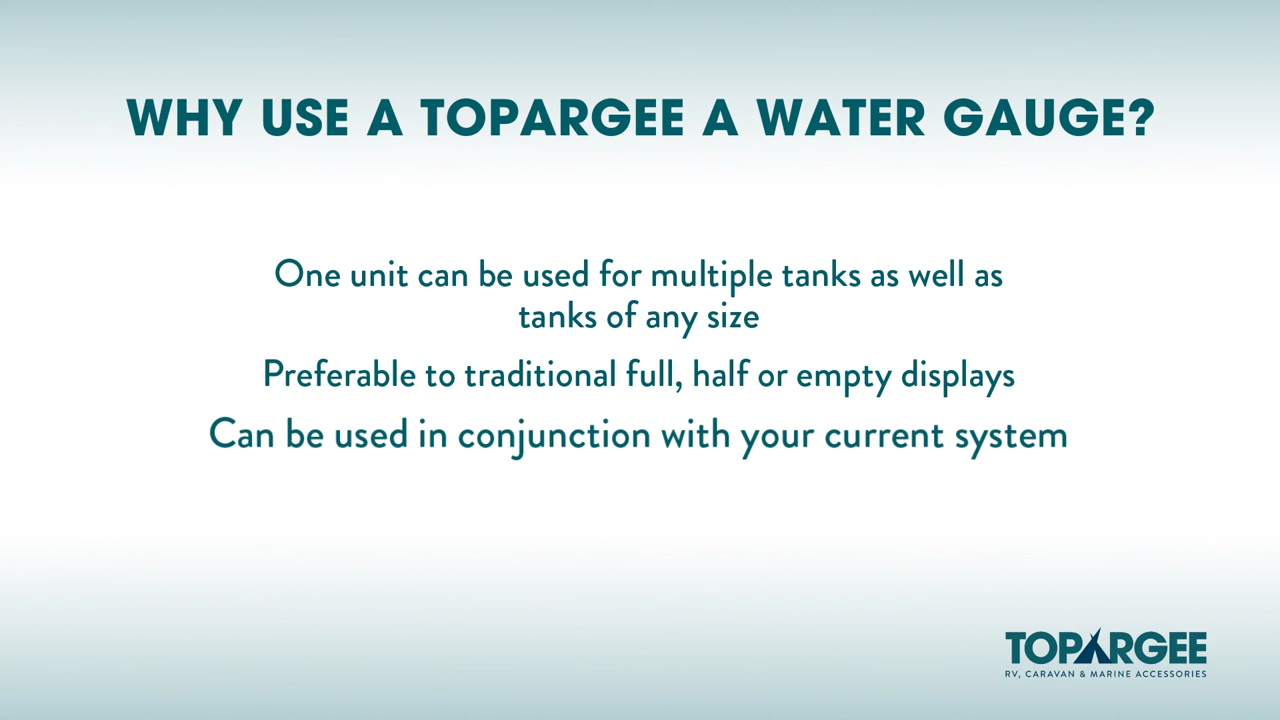 WHY USE A TOPARGEE A WATER GAUGE?
One unit can be used for multiple tanks as well as
tanks of any size
Preferable to traditional full, half or empty displays
Can be used in conjunction with your current system
TOPARGEE
RV, CARAVAN & MARINE ACCESSORIES